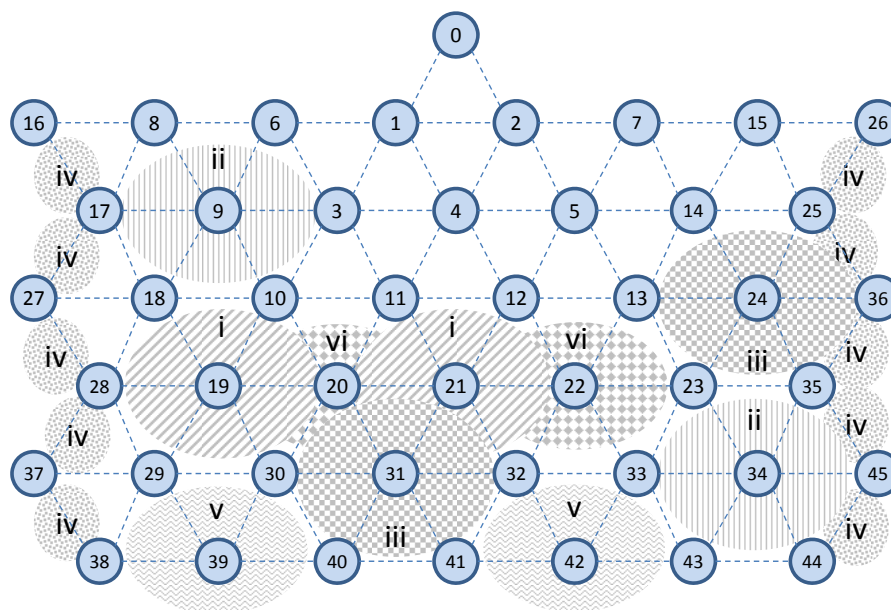 0
16 8 6 1 2 7 15 26
ii
iv iv
17 9 3 4 5 14 25
iv iv
27 18 10 11 12 13 24 36
i vi i vi
iv iii iv
28 19 20 21 22 23 35
ii
iv iv
37 29 30 31 32 33 34 45
v v
iv iii iv
38 39 40 41 42 43 44